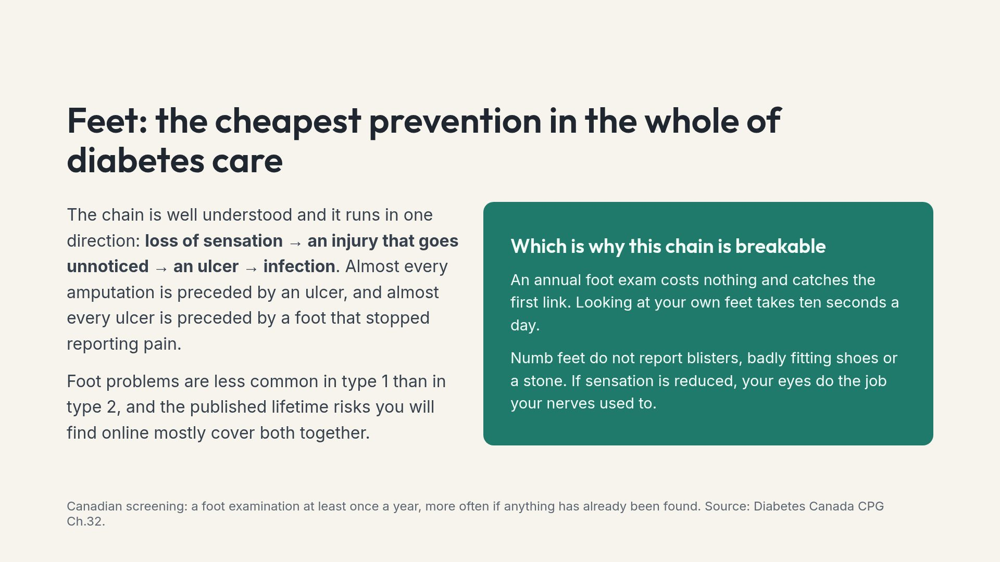 Feet: the cheapest prevention in the whole of
diabetes care
The chain is well understood and it runs in one
direction: loss of sensation → an injury that goes
unnoticed → an ulcer → infection. Almost every
amputation is preceded by an ulcer, and almost
every ulcer is preceded by a foot that stopped
reporting pain.
Foot problems are less common in type 1 than in
type 2, and the published lifetime risks you will
find online mostly cover both together.
Which is why this chain is breakable
An annual foot exam costs nothing and catches the
first link. Looking at your own feet takes ten seconds a
day.
Numb feet do not report blisters, badly fitting shoes or
a stone. If sensation is reduced, your eyes do the job
your nerves used to.
Canadian screening: a foot examination at least once a year, more often if anything has already been found. Source: Diabetes Canada CPG
Ch.32.